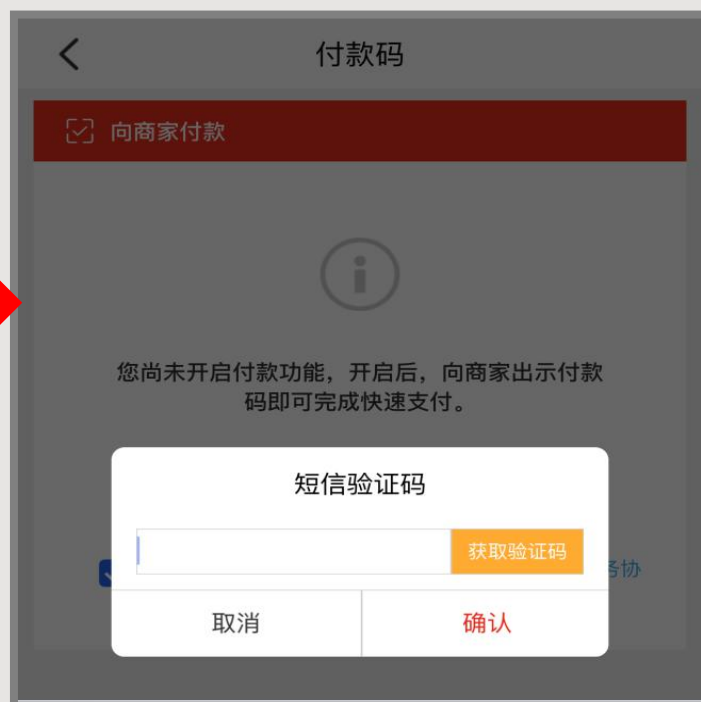 付款码
向商家付款
您尚未开启付款功能，开启后，向商家出示付款
码即可完成快速支付。
短信验证码
获取验证码
务协
取消
确认